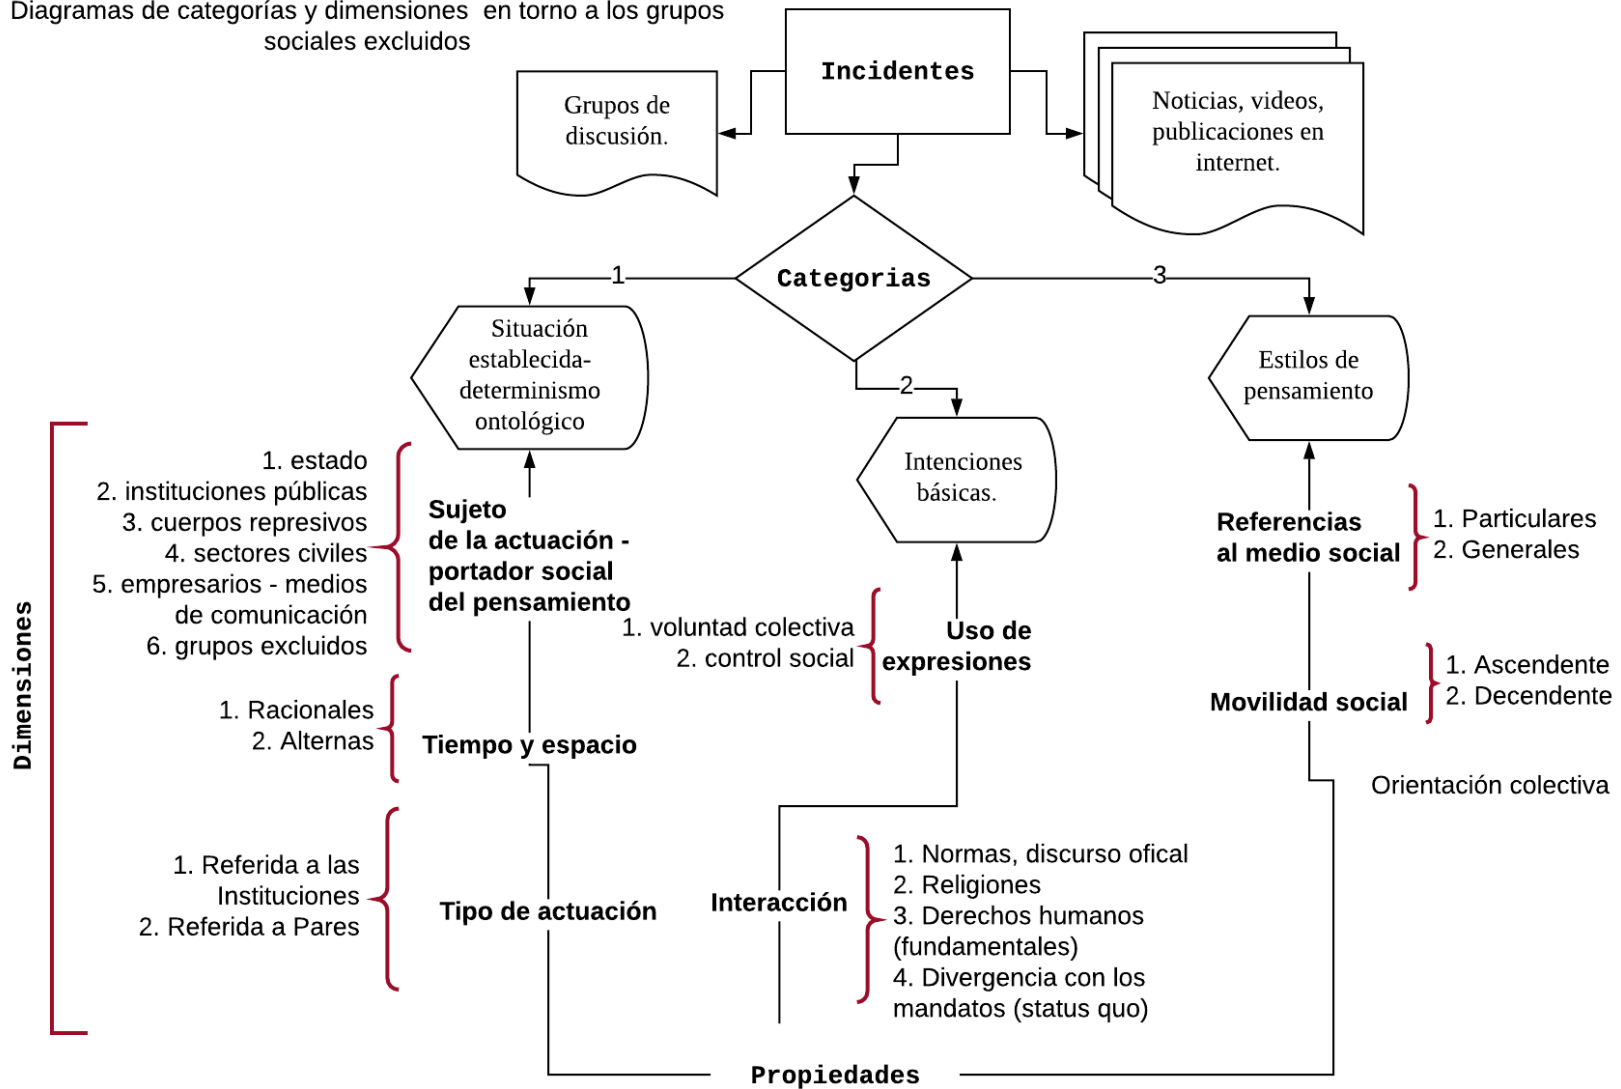 Diagramas de categorías y dimensiones en torno a los grupos
sociales excluidos
Incidentes
Grupos de
discusión.
Noticias, videos,
publicaciones en
internet.
Categorias
1
2
3
Situación
establecida-
determinismo
ontológico
Intenciones
básicas.
Estilos de
pensamiento
Dimensiones
1. estado
2. instituciones públicas
3. cuerpos represivos
4. sectores civiles
5. empresarios - medios
de comunicación
6. grupos excluidos
Sujeto
de la actuación -
portador social
del pensamiento
1. Racionales
2. Alternas
Tiempo y espacio
1. Referida a las
Instituciones
2. Referida a Pares
Tipo de actuación
1. voluntad colectiva
2. control social
Uso de
expresiones
Interacción
1. Normas, discurso ofical
2. Religiones
3. Derechos humanos
(fundamentales)
4. Divergencia con los
mandatos (status quo)
Referencias
al medio social
1. Particulares
2. Generales
Movilidad social
1. Ascendente
2. Decendente
Orientación colectiva
Propiedades